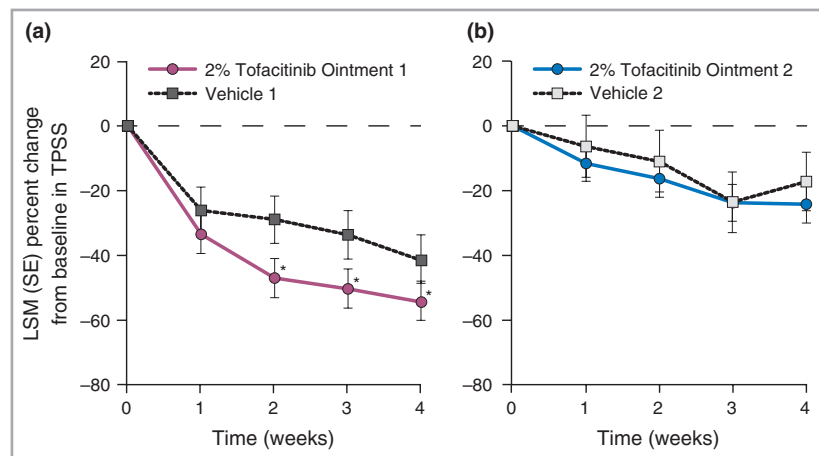 (a)
2% Tofacitinib Ointment 1
Vehicle 1
LSM (SE) percent change
from baseline in TPSS
20
0
–20
–40
–60
–80
*
*
*
0 1 2 3 4
Time (weeks)
(b)
2% Tofacitinib Ointment 2
Vehicle 2
20
0
–20
–40
–60
–80
0 1 2 3 4
Time (weeks)